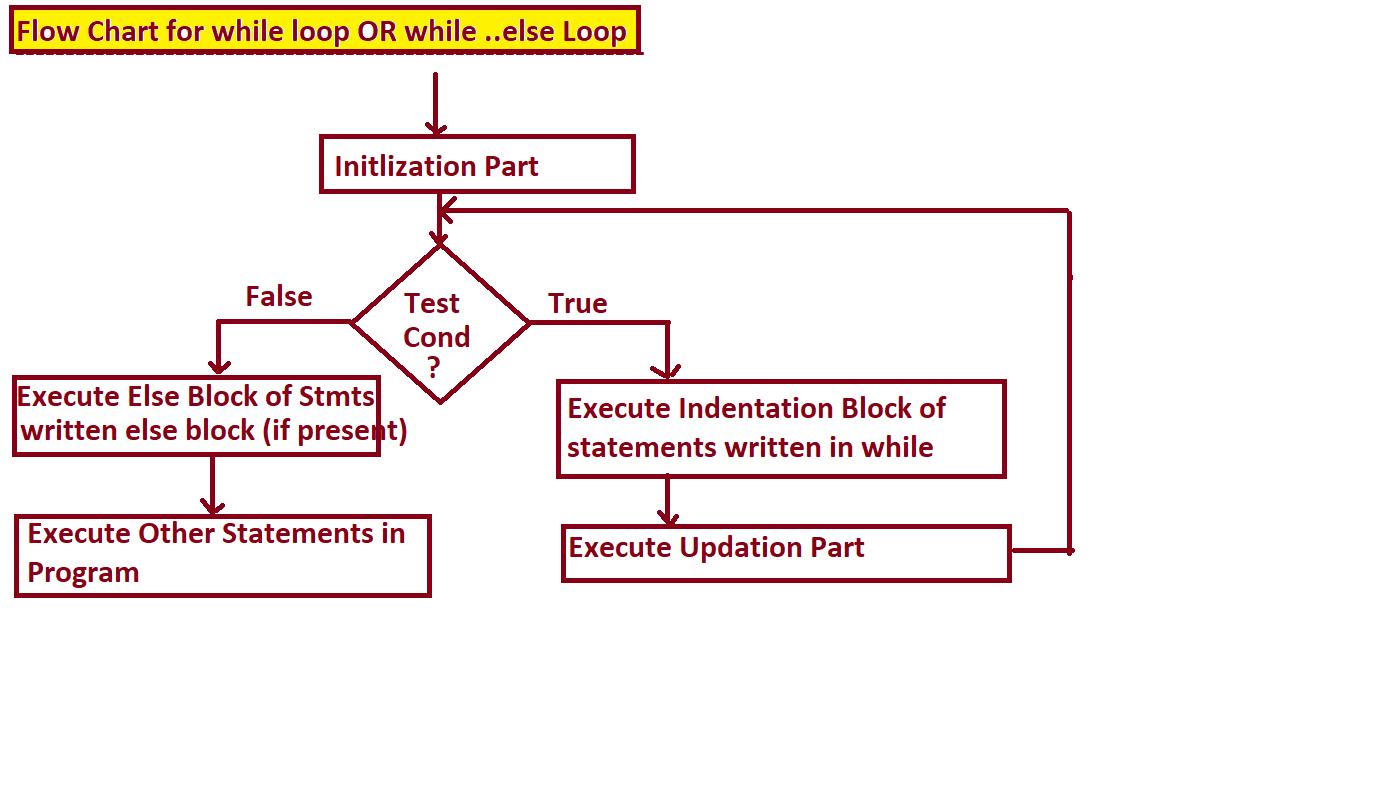 Flow Chart for while loop OR while ..else Loop
Initlization Part
False
True
Test
Cond
?
Execute Else Block of Stmts
written else block (if present)
Execute Indentation Block of
statements written in while
Execute Other Statements in
Program
Execute Updation Part